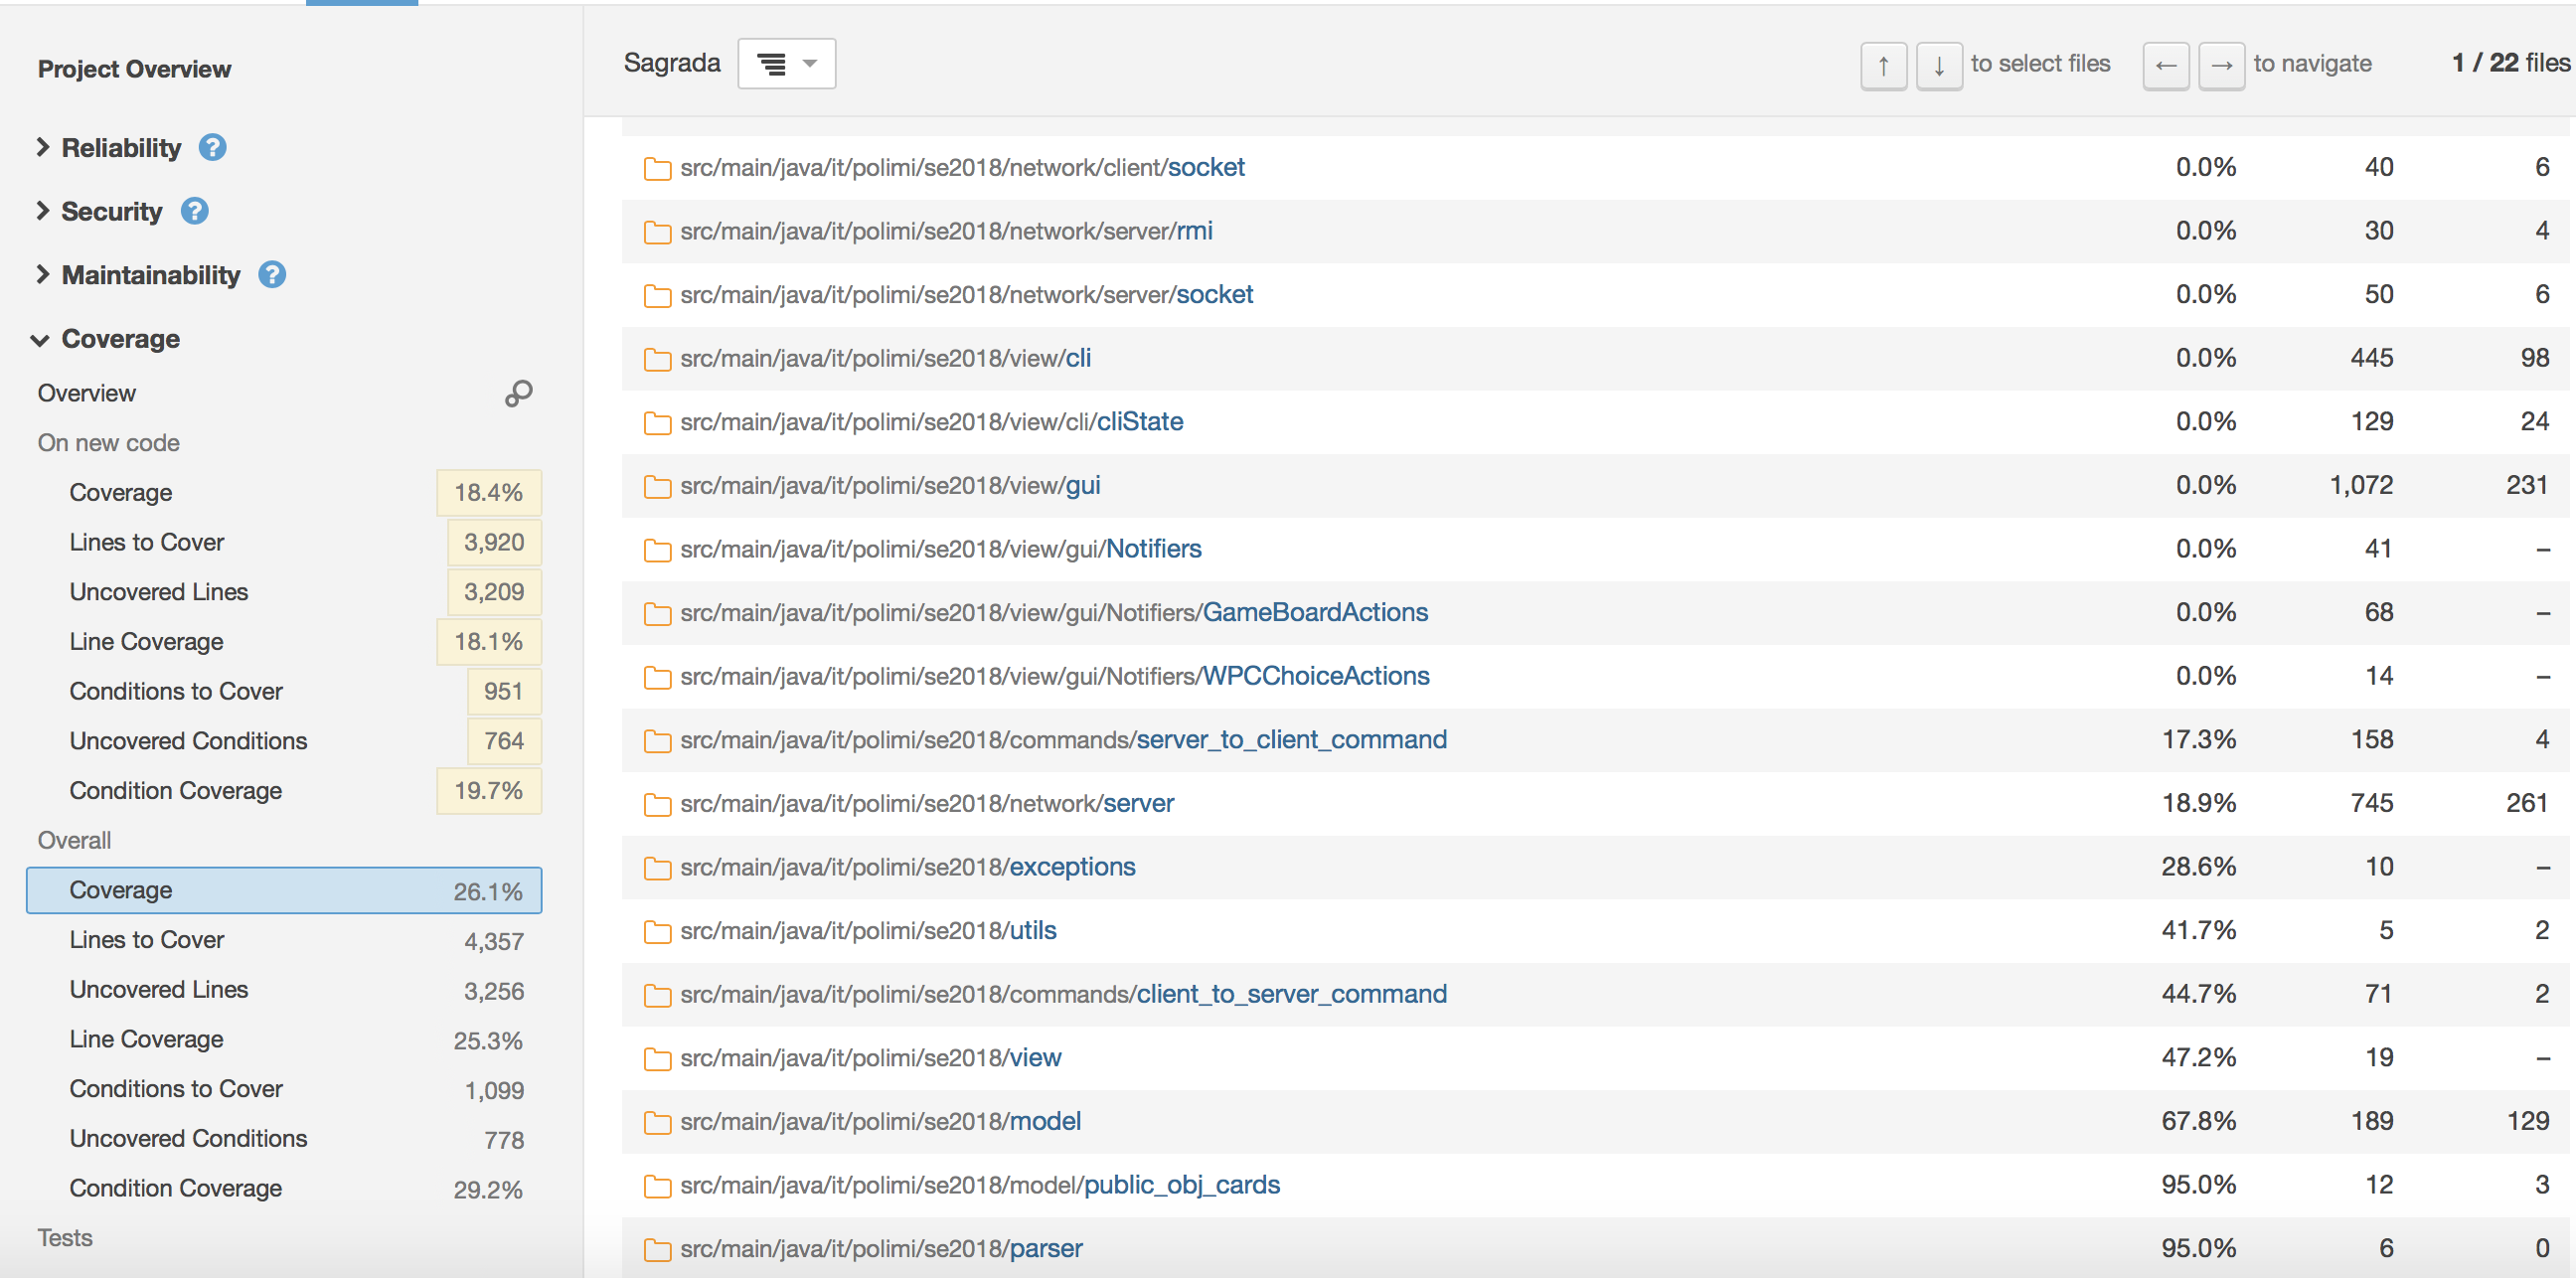 Project Overview
Reliability ?
Security ?
Maintainability ?
Coverage
Overview
On new code
Coverage 18.4%
Lines to Cover 3,920
Uncovered Lines 3,209
Line Coverage 18.1%
Conditions to Cover 951
Uncovered Conditions 764
Condition Coverage 19.7%
Overall
Coverage 26.1%
Lines to Cover 4,357
Uncovered Lines 3,256
Line Coverage 25.3%
Conditions to Cover 1,099
Uncovered Conditions 778
Condition Coverage 29.2%
Tests
Sagrada ↑ ↓ to select files ← → to navigate 1 / 22 files
src/main/java/it/polimi/se2018/network/client/socket 0.0% 40 6
src/main/java/it/polimi/se2018/network/server/rmi 0.0% 30 4
src/main/java/it/polimi/se2018/network/server/socket 0.0% 50 6
src/main/java/it/polimi/se2018/view/cli 0.0% 445 98
src/main/java/it/polimi/se2018/view/cli/cliState 0.0% 129 24
src/main/java/it/polimi/se2018/view/gui 0.0% 1,072 231
src/main/java/it/polimi/se2018/view/gui/Notifiers 0.0% 41 –
src/main/java/it/polimi/se2018/view/gui/Notifiers/GameBoardActions 0.0% 68 –
src/main/java/it/polimi/se2018/view/gui/Notifiers/WPCChoiceActions 0.0% 14 –
src/main/java/it/polimi/se2018/commands/server_to_client_command 17.3% 158 4
src/main/java/it/polimi/se2018/network/server 18.9% 745 261
src/main/java/it/polimi/se2018/exceptions 28.6% 10 –
src/main/java/it/polimi/se2018/utils 41.7% 5 2
src/main/java/it/polimi/se2018/commands/client_to_server_command 44.7% 71 2
src/main/java/it/polimi/se2018/view 47.2% 19 –
src/main/java/it/polimi/se2018/model 67.8% 189 129
src/main/java/it/polimi/se2018/model/public_obj_cards 95.0% 12 3
src/main/java/it/polimi/se2018/parser 95.0% 6 0